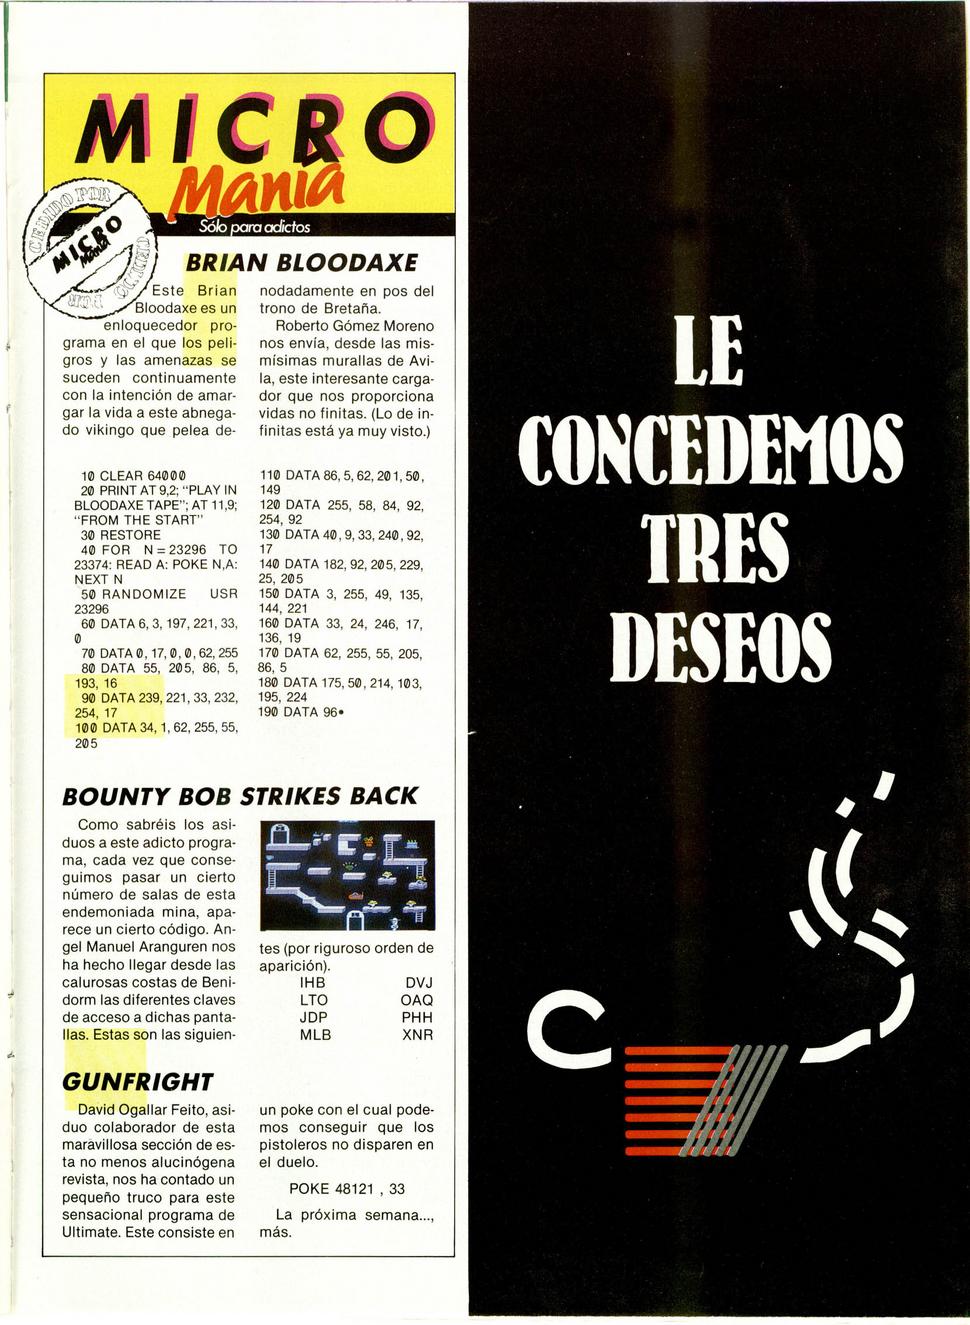 MICRO
Manía
Sólo para adictos
CEDIDO POR
MICRO
Manía
CEDIDO
POR
BRIAN BLOODAXE
Este Brian
Bloodaxe es un
enloquecedor pro-
grama en el que los peli-
gros y las amenazas se
suceden continuamente
con la intención de amar-
gar la vida a este abnega-
do vikingo que pelea de-
nodadamente en pos del
trono de Bretaña.
Roberto Gómez Moreno
nos envía, desde las mis-
mísimas murallas de Avi-
la, este interesante carga-
dor que nos proporciona
vidas no finitas. (Lo de in-
finitas está ya muy visto.)
10 CLEAR 64000
20 PRINT AT 9,2; “PLAY IN
BLOODAXE TAPE”; AT 11,9;
“FROM THE START”
30 RESTORE
40 FOR N=23296 TO
23374: READ A: POKE N,A:
NEXT N
50 RANDOMIZE USR
23296
60 DATA 6, 3, 197, 221, 33,
0
70 DATA 0, 17, 0, 0, 62, 255
80 DATA 55, 205, 86, 5,
193, 16
90 DATA 239, 221, 33, 232,
254, 17
100 DATA 34, 1, 62, 255, 55,
205
110 DATA 86, 5, 62, 201, 50,
149
120 DATA 255, 58, 84, 92,
254, 92
130 DATA 40, 9, 33, 240, 92,
17
140 DATA 182, 92, 205, 229,
25, 205
150 DATA 3, 255, 49, 135,
144, 221
160 DATA 33, 24, 246, 17,
136, 19
170 DATA 62, 255, 55, 205,
86, 5
180 DATA 175, 50, 214, 103,
195, 224
190 DATA 96•
BOUNTY BOB STRIKES BACK
Como sabréis los asi-
duos a este adicto progra-
ma, cada vez que conse-
guimos pasar un cierto
número de salas de esta
endemoniada mina, apa-
rece un cierto código. An-
gel Manuel Aranguren nos
ha hecho llegar desde las
calurosas costas de Beni-
dorm las diferentes claves
de acceso a dichas panta-
llas. Estas son las siguien-
tes (por riguroso orden de
aparición).
IHB DVJ
LTO OAQ
JDP PHH
MLB XNR
GUNFRIGHT
David Ogallar Feito, asi-
duo colaborador de esta
maravillosa sección de es-
ta no menos alucinógena
revista, nos ha contado un
pequeño truco para este
sensacional programa de
Ultimate. Este consiste en
un poke con el cual pode-
mos conseguir que los
pistoleros no disparen en
el duelo.
POKE 48121 , 33
La próxima semana...,
más.
LE
CONCEDEMOS
TRES
DESEOS